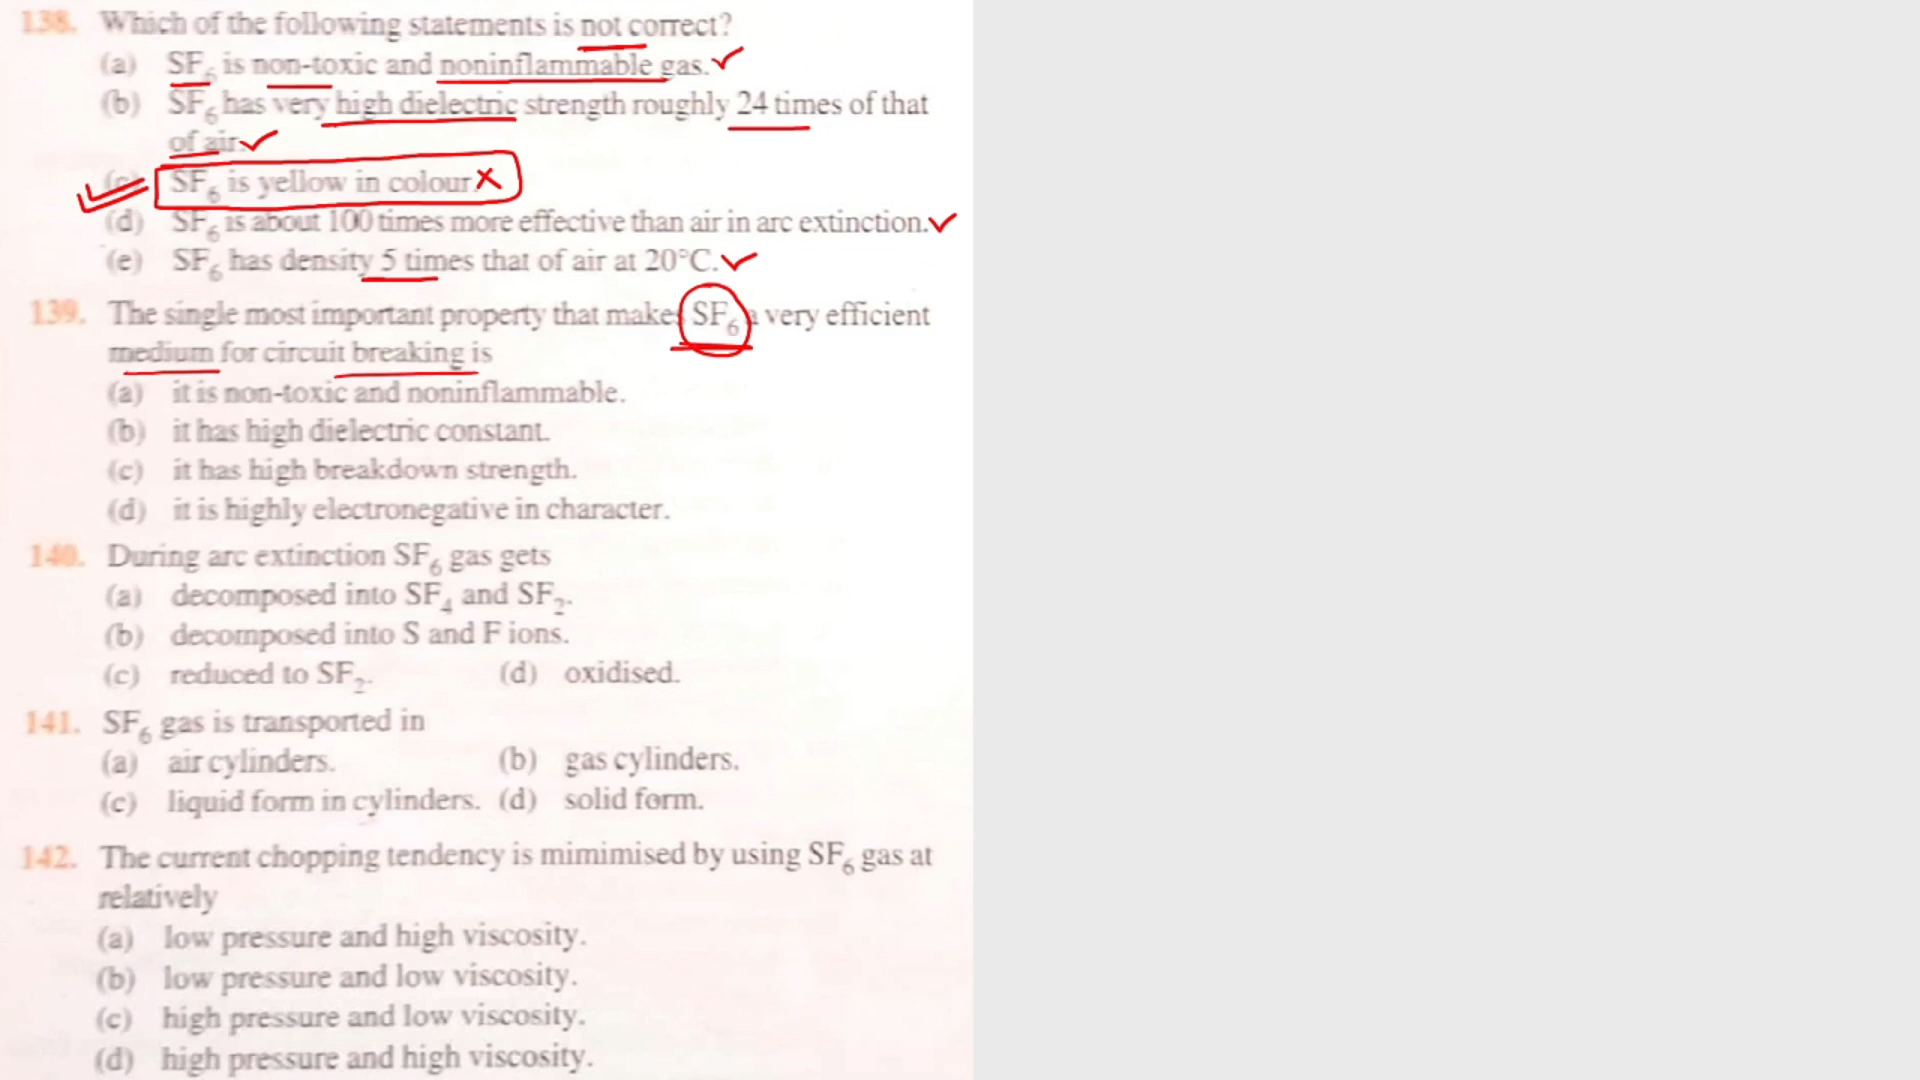 138. Which of the following statements is not correct?
(a) SF6 is non-toxic and noninflammable gas.
(b) SF6 has very high dielectric strength roughly 24 times of that
of air.
(c) SF6 is yellow in colour.
(d) SF6 is about 100 times more effective than air in arc extinction.
(e) SF6 has density 5 times that of air at 20°C.
139. The single most important property that makes SF6 a very efficient
medium for circuit breaking is
(a) it is non-toxic and noninflammable.
(b) it has high dielectric constant.
(c) it has high breakdown strength.
(d) it is highly electronegative in character.
140. During arc extinction SF6 gas gets
(a) decomposed into SF4 and SF2.
(b) decomposed into S and F ions.
(c) reduced to SF2. (d) oxidised.
141. SF6 gas is transported in
(a) air cylinders. (b) gas cylinders.
(c) liquid form in cylinders. (d) solid form.
142. The current chopping tendency is mimimised by using SF6 gas at
relatively
(a) low pressure and high viscosity.
(b) low pressure and low viscosity.
(c) high pressure and low viscosity.
(d) high pressure and high viscosity.